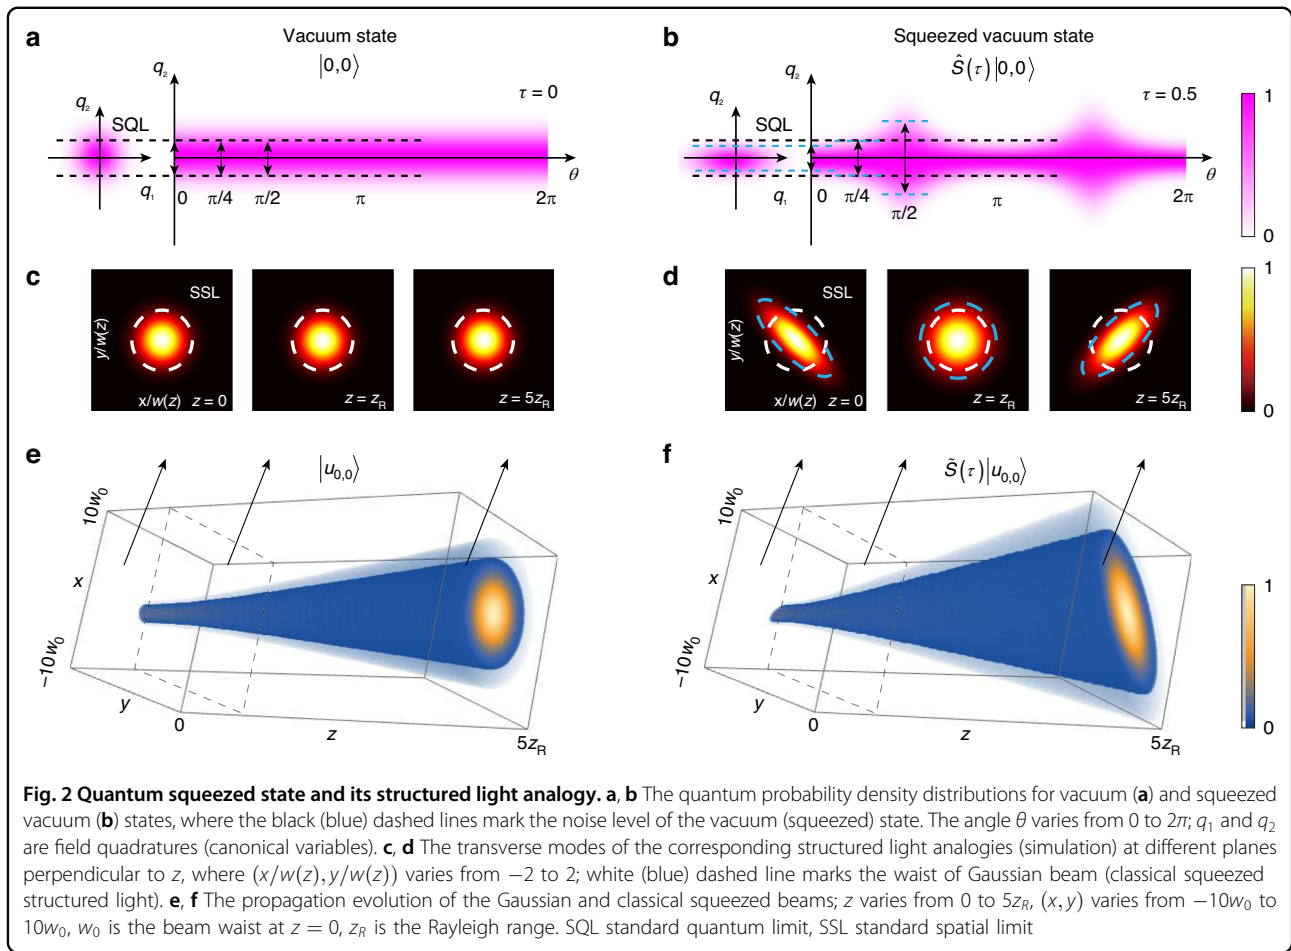 a
Vacuum state
|0,0⟩
q₂
q₂
τ = 0
SQL
θ
q₁
0
π/4
π/2
π
2π
b
Squeezed vacuum state
Ŝ(τ)|0,0⟩
q₂
q₂
τ = 0.5
SQL
θ
q₁
0
π/4
π/2
π
2π
1
0
c
SSL
y/w(z)
x/w(z) z = 0
z = z_R
z = 5z_R
d
SSL
y/w(z)
x/w(z) z = 0
z = z_R
z = 5z_R
1
0
e
|u₀,₀⟩
10w₀
x
−10w₀
y
0
z
5z_R
f
S̃(τ)|u₀,₀⟩
10w₀
x
−10w₀
y
0
z
5z_R
1
0
Fig. 2 Quantum squeezed state and its structured light analogy. a, b The quantum probability density distributions for vacuum (a) and squeezed
vacuum (b) states, where the black (blue) dashed lines mark the noise level of the vacuum (squeezed) state. The angle θ varies from 0 to 2π; q₁ and q₂
are field quadratures (canonical variables). c, d The transverse modes of the corresponding structured light analogies (simulation) at different planes
perpendicular to z, where (x/w(z), y/w(z)) varies from −2 to 2; white (blue) dashed line marks the waist of Gaussian beam (classical squeezed
structured light). e, f The propagation evolution of the Gaussian and classical squeezed beams; z varies from 0 to 5z_R, (x, y) varies from −10w₀ to
10w₀, w₀ is the beam waist at z = 0, z_R is the Rayleigh range. SQL standard quantum limit, SSL standard spatial limit